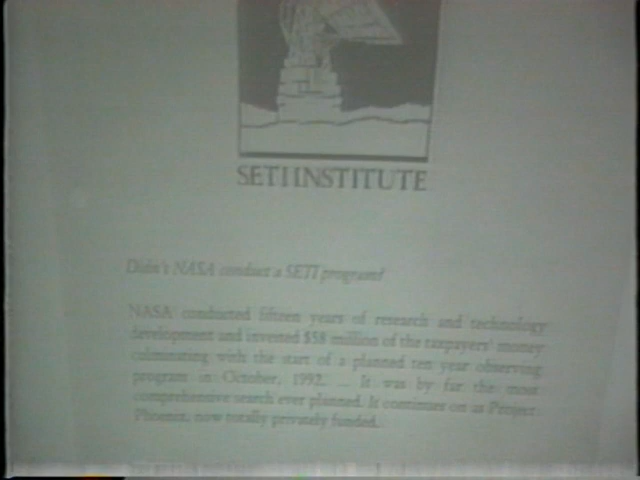 SETI INSTITUTE
Didn't NASA conduct a SETI program?
NASA conducted fifteen years of research and technology
development and invested $58 million of the taxpayers' money
culminating with the start of a planned ten year observing
program in October, 1992. ... It was by far the most
comprehensive search ever planned. It continues on as Project
Phoenix, now totally privately funded.